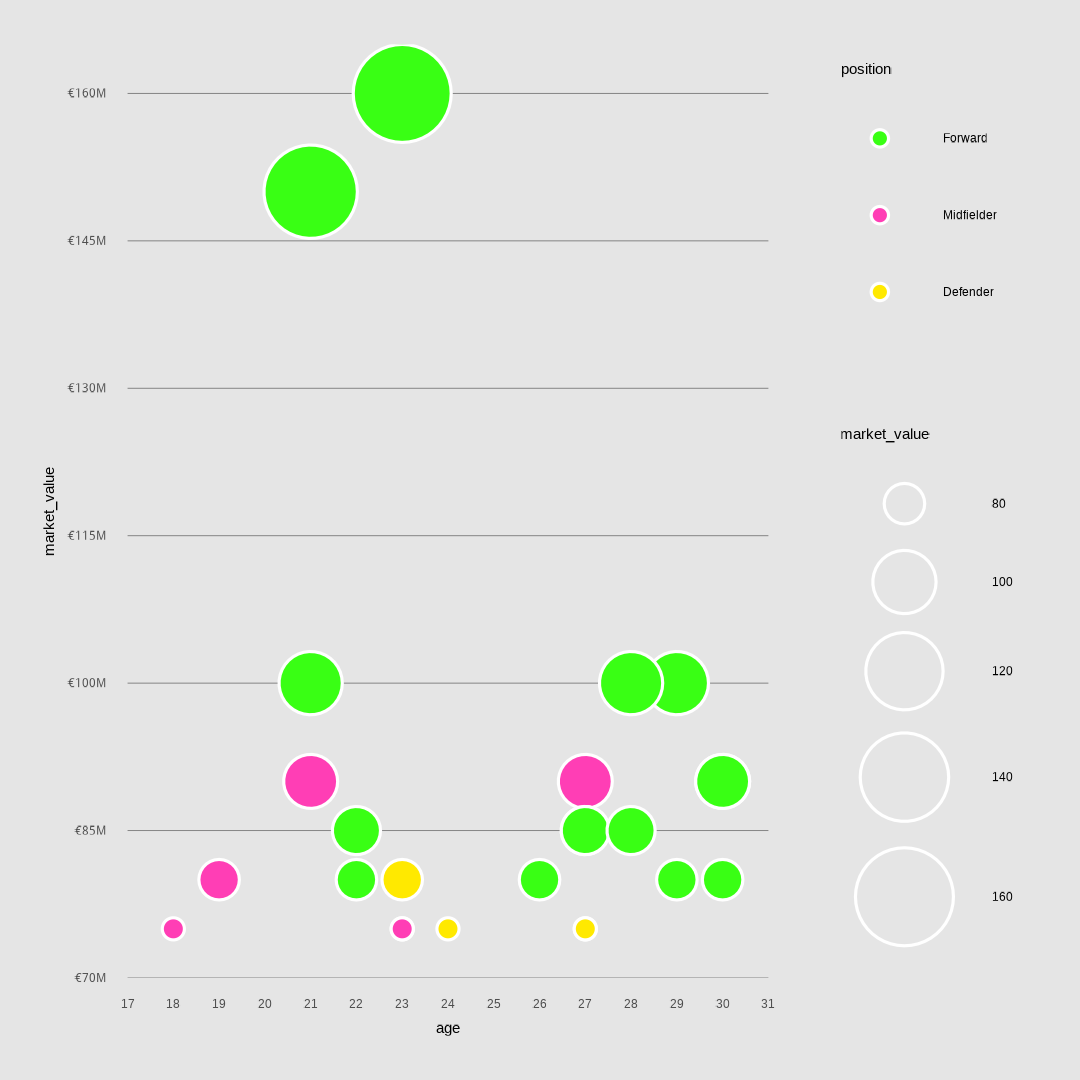 €160M
€145M
€130M
€115M
€100M
€85M
€70M
market_value
17 18 19 20 21 22 23 24 25 26 27 28 29 30 31
age
position
Forward
Midfielder
Defender
market_value
80
100
120
140
160